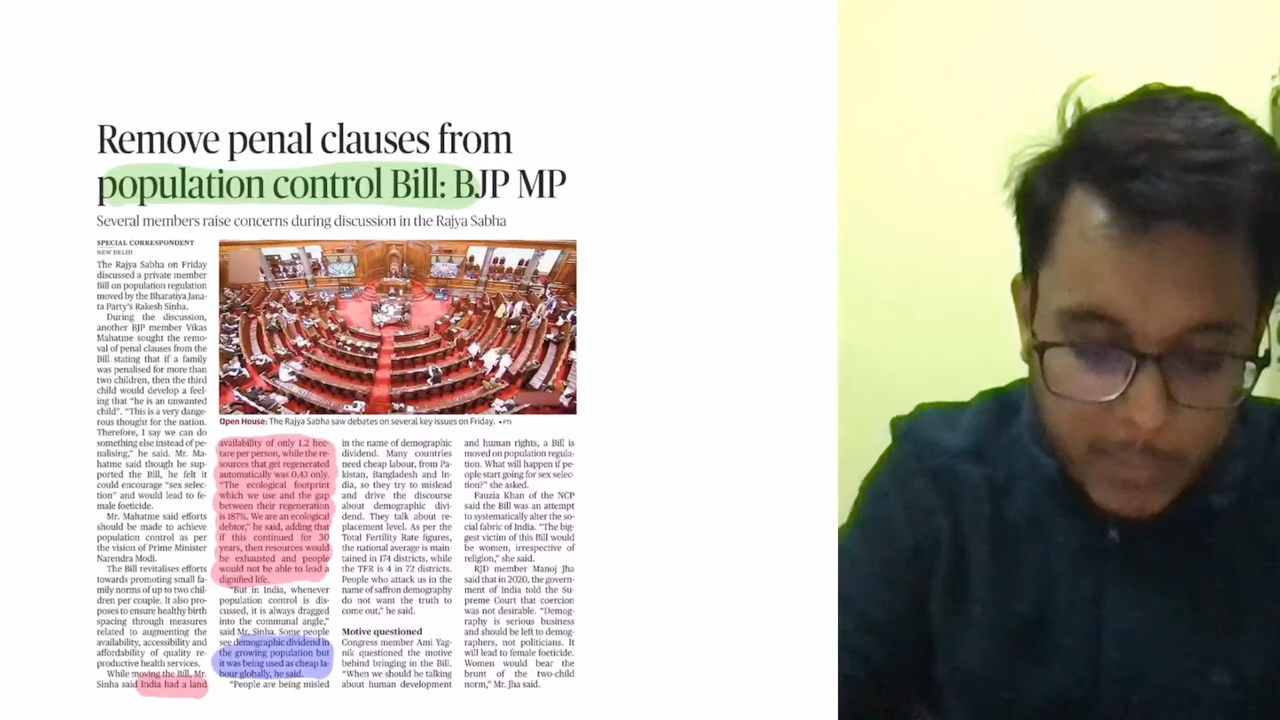 Remove penal clauses from
population control Bill: BJP MP
Several members raise concerns during discussion in the Rajya Sabha
SPECIAL CORRESPONDENT
NEW DELHI
The Rajya Sabha on Friday
discussed a private member
Bill on population regulation
moved by the Bharatiya Jana-
ta Party's Rakesh Sinha.
During the discussion,
another BJP member Vikas
Mahatme sought the remo-
val of penal clauses from the
Bill stating that if a family
was penalised for more than
two children, then the third
child would develop a feel-
ing that "he is an unwanted
child". "This is a very dange-
rous thought for the nation.
Therefore, I say we can do
something else instead of pe-
nalising," he said. Mr. Ma-
hatme said though he sup-
ported the Bill, he felt it
could encourage "sex selec-
tion" and would lead to fe-
male foeticide.
Mr. Mahatme said efforts
should be made to achieve
population control as per
the vision of Prime Minister
Narendra Modi.
The Bill revitalises efforts
towards promoting small fa-
mily norms of up to two chil-
dren per couple. It also pro-
poses to ensure healthy birth
spacing through measures
related to augmenting the
availability, accessibility and
affordability of quality re-
productive health services.
While moving the Bill, Mr.
Sinha said India had a land
Open House: The Rajya Sabha saw debates on several key issues on Friday. • PTI
availability of only 1.2 hec-
tare per person, while the re-
sources that get regenerated
automatically was 0.43 only.
"The ecological footprint
which we use and the gap
between their regeneration
is 187%. We are an ecological
debtor," he said, adding that
if this continued for 30
years, then resources would
be exhausted and people
would not be able to lead a
dignified life.
"But in India, whenever
population control is dis-
cussed, it is always dragged
into the communal angle,"
said Mr. Sinha. Some people
see demographic dividend in
the growing population but
it was being used as cheap la-
bour globally, he said.
"People are being misled
in the name of demographic
dividend. Many countries
need cheap labour, from Pa-
kistan, Bangladesh and In-
dia, so they try to mislead
and drive the discourse
about demographic divi-
dend. They talk about re-
placement level. As per the
Total Fertility Rate figures,
the national average is main-
tained in 174 districts, while
the TFR is 4 in 72 districts.
People who attack us in the
name of saffron demography
do not want the truth to
come out," he said.
Motive questioned
Congress member Ami Yag-
nik questioned the motive
behind bringing in the Bill.
"When we should be talking
about human development
and human rights, a Bill is
moved on population regula-
tion. What will happen if pe-
ople start going for sex selec-
tion?" she asked.
Fauzia Khan of the NCP
said the Bill was an attempt
to systematically alter the so-
cial fabric of India. "The big-
gest victim of this Bill would
be women, irrespective of
religion," she said.
RJD member Manoj Jha
said that in 2020, the govern-
ment of India told the Su-
preme Court that coercion
was not desirable. "Demog-
raphy is serious business
and should be left to demog-
raphers, not politicians. It
will lead to female foeticide.
Women would bear the
brunt of the two-child
norm," Mr. Jha said.